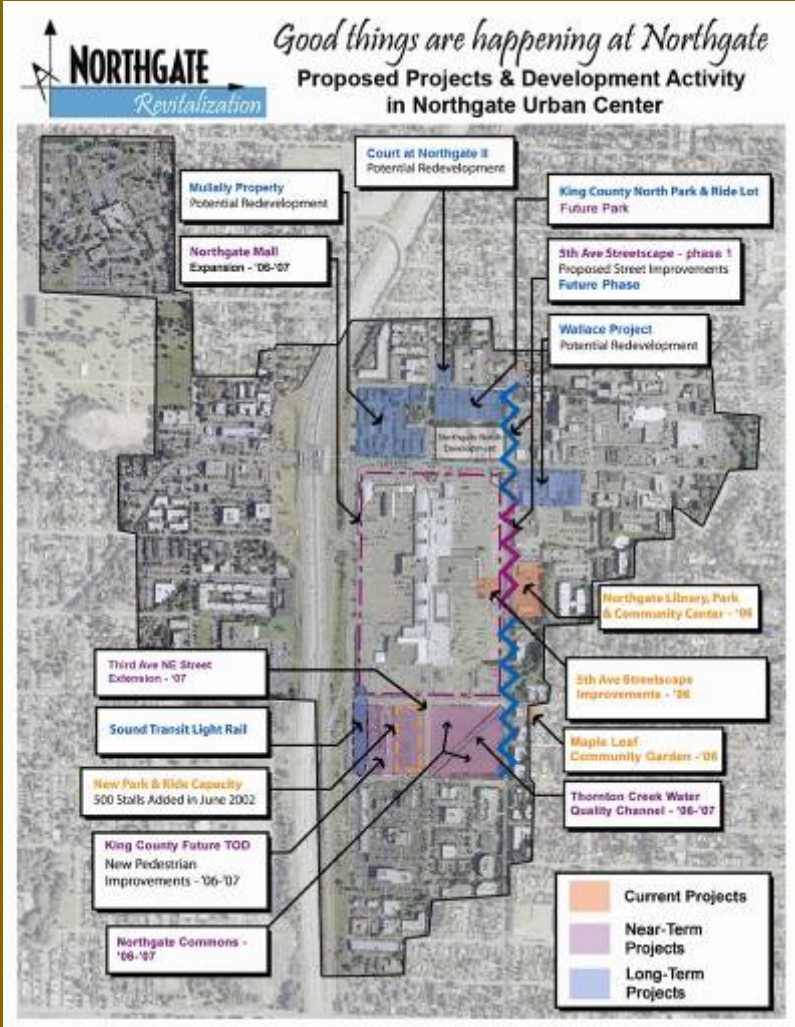 NORTHGATE
Revitalization
Good things are happening at Northgate
Proposed Projects & Development Activity
in Northgate Urban Center
Court at Northgate II
Potential Redevelopment
Mullally Property
Potential Redevelopment
King County North Park & Ride Lot
Future Park
Northgate Mall
Expansion - '06-'07
5th Ave Streetscape - phase 1
Proposed Street Improvements
Future Phase
Wallace Project
Potential Redevelopment
Northgate North
Development
Northgate Library, Park
& Community Center - '06
Third Ave NE Street
Extension - '07
5th Ave Streetscape
Improvements - '06
Sound Transit Light Rail
Maple Leaf
Community Garden - '06
New Park & Ride Capacity
500 Stalls Added in June 2002
Thornton Creek Water
Quality Channel - '06-'07
King County Future TOD
New Pedestrian
Improvements - '06-'07
Northgate Commons -
'06-'07
Current Projects
Near-Term
Projects
Long-Term
Projects